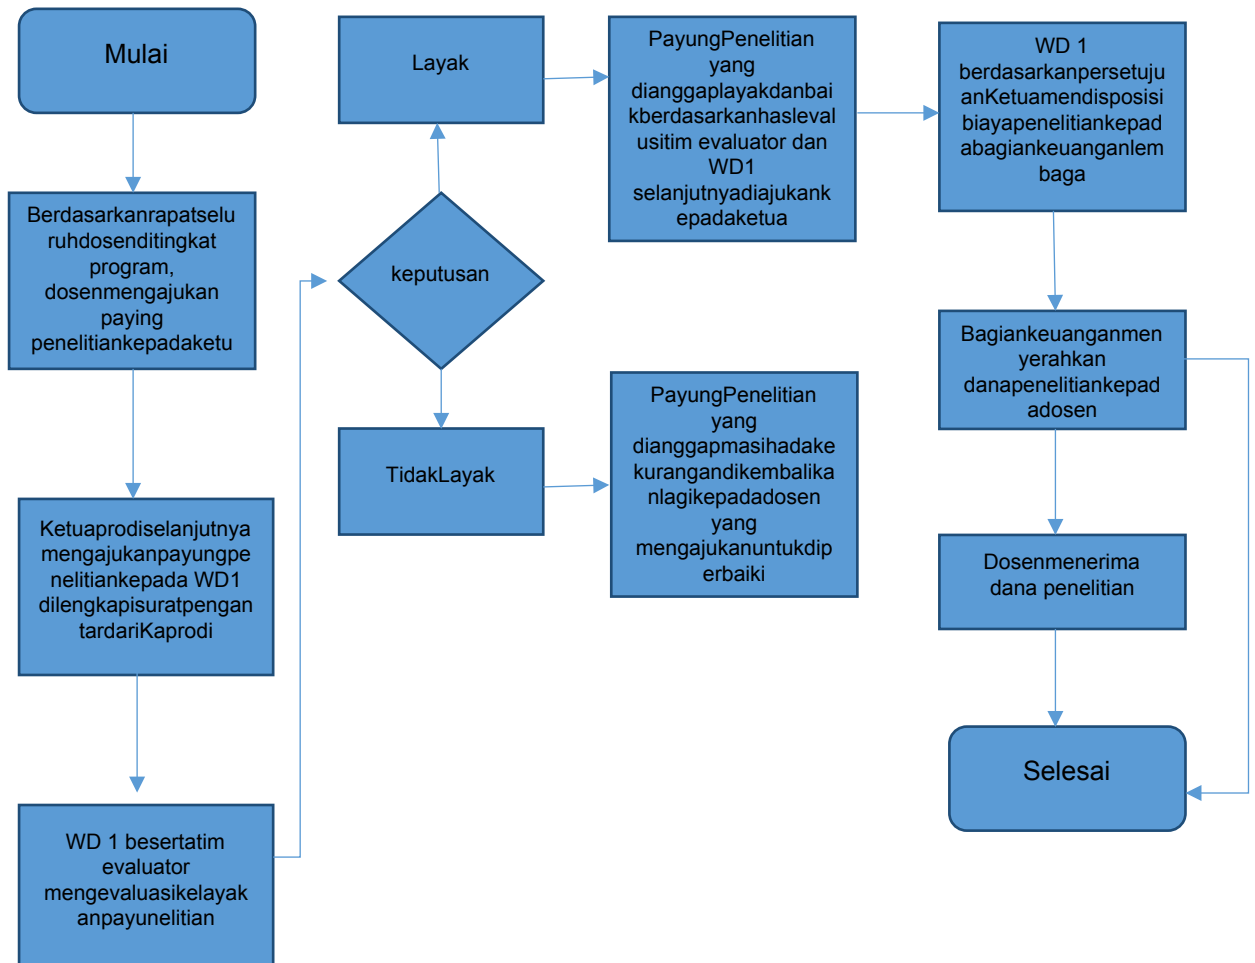 Mulai
Berdasarkanrapatselu
ruhdosenditingkat
program,
dosenmengajukan
paying
penelitiankepadaketu
Ketuaprodiselanjutnya
mengajukanpayungpe
nelitiankepada WD1
dilengkapisuratpengan
tardariKaprodi
WD 1 besertatim
evaluator
mengevaluasikelayak
anpayunelitian
keputusan
Layak
PayungPenelitian
yang
dianggaplayakdanbai
kberdasarkanhasleval
usitim evaluator dan
WD1
selanjutnyadiajukank
epadaketua
TidakLayak
PayungPenelitian
yang
dianggapmasihadake
kurangandikembalika
nlagikepadadosen
yang
mengajukanuntukdip
erbaiki
WD 1
berdasarkanpersetuju
anKetuamendisposisi
biayapenelitiankepad
abagiankeuanganlem
baga
Bagiankeuanganmen
yerahkan
danapenelitiankepad
adosen
Dosenmenerima
dana penelitian
Selesai